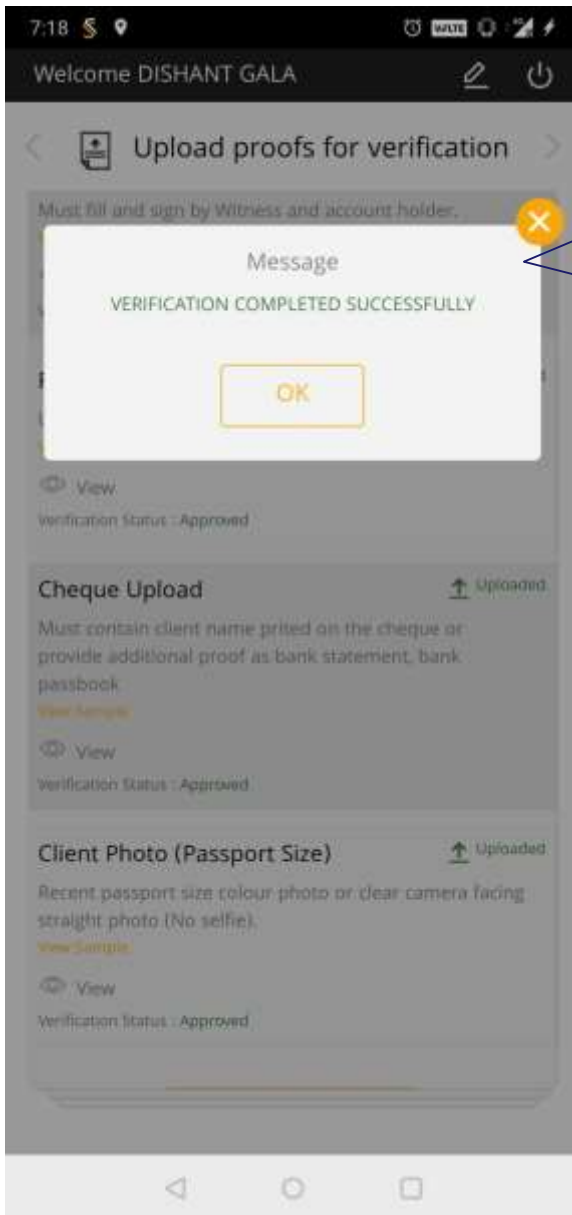 7:18
VoLTE
Welcome DISHANT GALA
Upload proofs for verification
Must fill and sign by Witness and account holder.
Message
VERIFICATION COMPLETED SUCCESSFULLY
OK
View
Verification Status : Approved
Cheque Upload
Uploaded
Must contain client name prited on the cheque or
provide additional proof as bank statement, bank
passbook
View Sample
View
Verification Status : Approved
Client Photo (Passport Size)
Uploaded
Recent passport size colour photo or clear camera facing
straight photo (No selfie).
View Sample
View
Verification Status : Approved